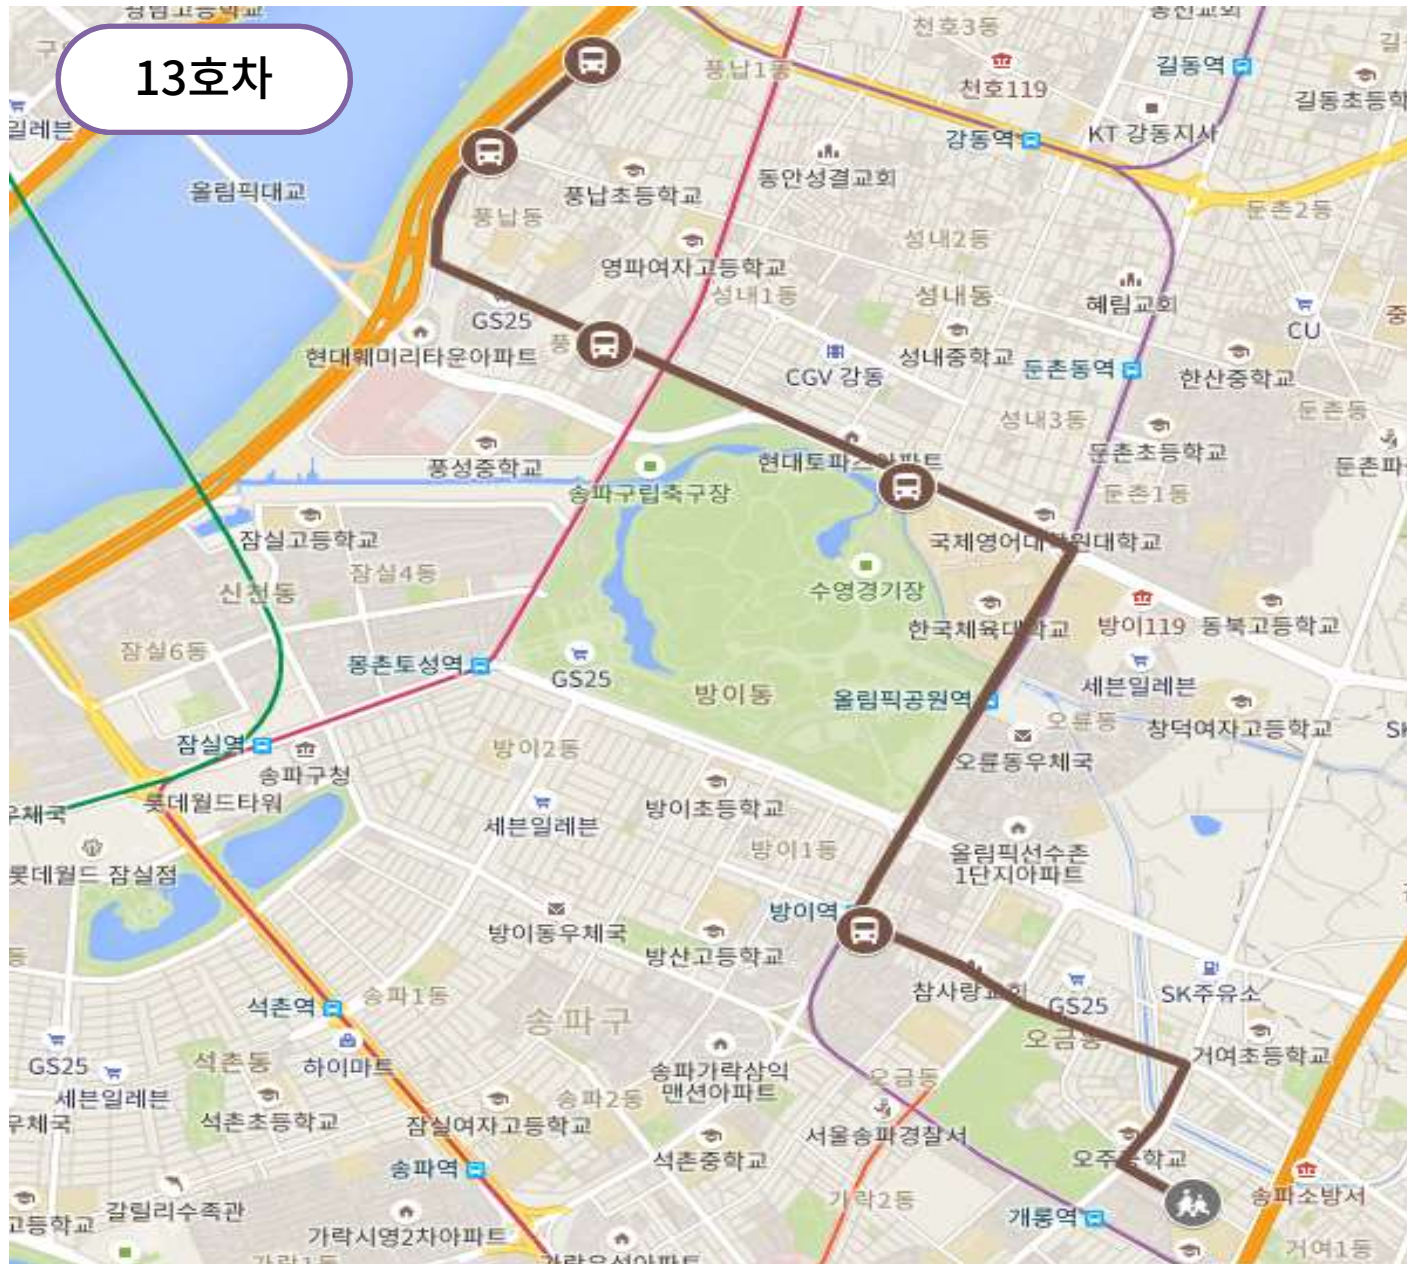 13호차
천호3동
풍납1동
천호119
길동역
강동역
KT 강동지사
올림픽대교
동안성결교회
풍납초등학교
풍납동
둔촌2동
성내2동
영파여자고등학교
성내1동
성내동
혜림교회
GS25
CU
현대훼미리타운아파트
성내중학교
CGV 강동
둔촌동역
한산중학교
성내3동
둔촌동
둔촌초등학교
풍성중학교
송파구립축구장
둔촌1동
잠실고등학교
잠실4동
신천동
수영경기장
한국체육대학교
방이119
동북고등학교
잠실6동
몽촌토성역
GS25
방이동
올림픽공원역
세븐일레븐
오륜동
창덕여자고등학교
잠실역
송파구청
방이2동
오륜동우체국
롯데월드타워
방이초등학교
세븐일레븐
방이1동
올림픽선수촌
1단지아파트
롯데월드 잠실점
방이역
방이동우체국
방산고등학교
참사랑교회
GS25
SK주유소
석촌역
송파1동
송파구
오금동
거여초등학교
GS25
세븐일레븐
석촌동
하이마트
송파가락삼익
맨션아파트
오금동
석촌초등학교
송파2동
잠실여자고등학교
서울송파경찰서
석촌중학교
송파역
가락2동
개롱역
송파소방서
갈릴리수족관
가락시영2차아파트
거여1동